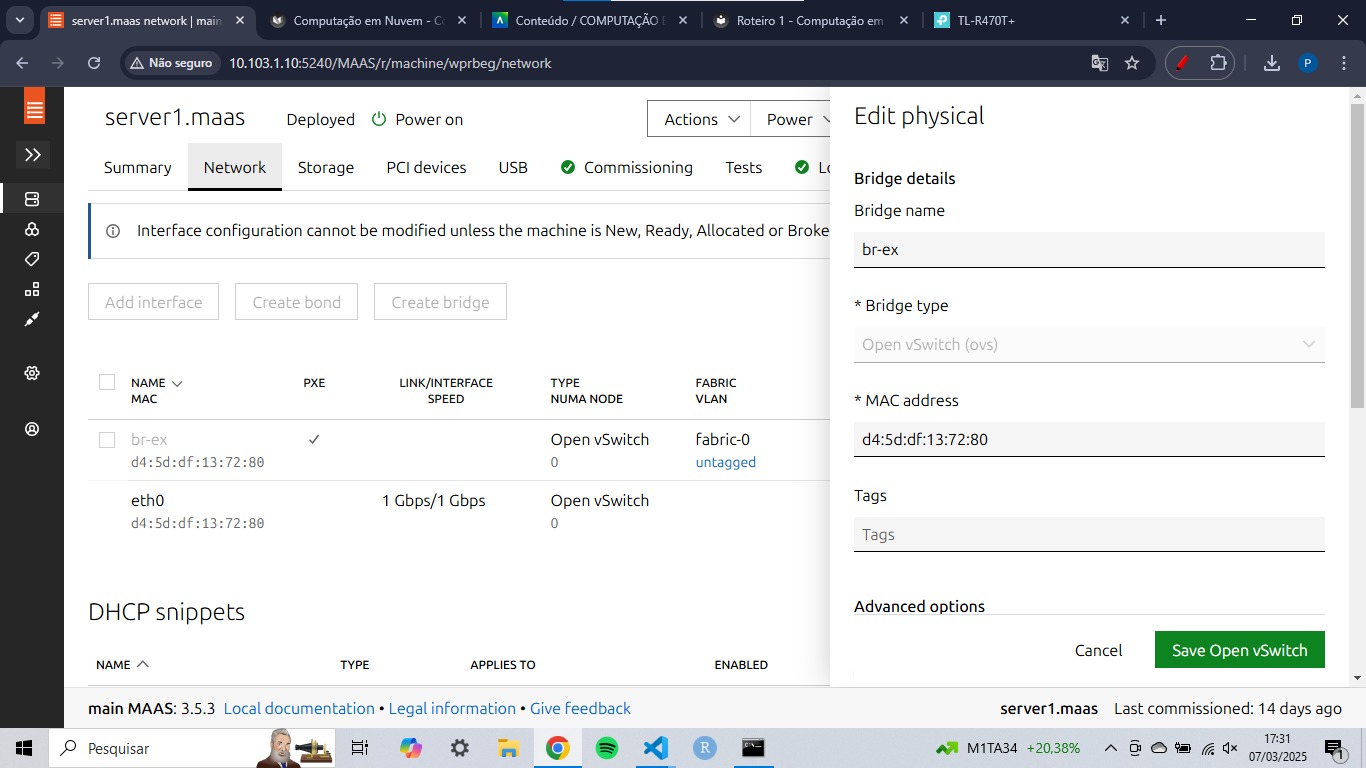 server1.maas network | main
Computação em Nuvem - Co
Conteúdo / COMPUTAÇÃO E
Roteiro 1 - Computação em
TL-R470T+
Não seguro
10.103.1.10:5240/MAAS/r/machine/wprbeg/network
P
server1.maas
Deployed
Power on
Actions
Power
Summary
Network
Storage
PCI devices
USB
Commissioning
Tests
Lo
Interface configuration cannot be modified unless the machine is New, Ready, Allocated or Broke
Add interface
Create bond
Create bridge
NAME
MAC
PXE
LINK/INTERFACE
SPEED
TYPE
NUMA NODE
FABRIC
VLAN
br-ex
d4:5d:df:13:72:80
Open vSwitch
0
fabric-0
untagged
eth0
d4:5d:df:13:72:80
1 Gbps/1 Gbps
Open vSwitch
0
DHCP snippets
NAME
TYPE
APPLIES TO
ENABLED
Edit physical
Bridge details
Bridge name
br-ex
* Bridge type
Open vSwitch (ovs)
* MAC address
d4:5d:df:13:72:80
Tags
Tags
Advanced options
Cancel
Save Open vSwitch
main MAAS: 3.5.3 Local documentation • Legal information • Give feedback
server1.maas Last commissioned: 14 days ago
Pesquisar
R
M1TA34 +20,38%
17:31
07/03/2025
1